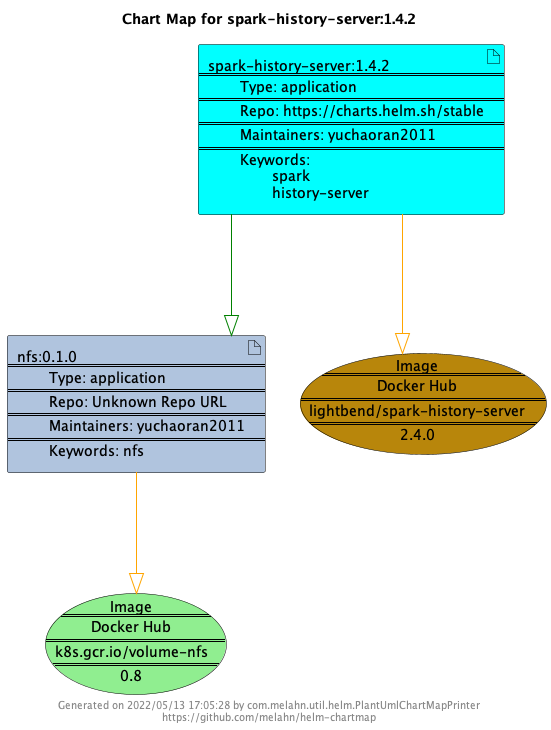 Chart Map for spark-history-server:1.4.2
spark-history-server:1.4.2
Type: application
Repo: https://charts.helm.sh/stable
Maintainers: yuchaoran2011
Keywords:
spark
history-server
nfs:0.1.0
Type: application
Repo: Unknown Repo URL
Maintainers: yuchaoran2011
Keywords: nfs
Image
Docker Hub
lightbend/spark-history-server
2.4.0
Image
Docker Hub
k8s.gcr.io/volume-nfs
0.8
Generated on 2022/05/13 17:05:28 by com.melahn.util.helm.PlantUmlChartMapPrinter
https://github.com/melahn/helm-chartmap